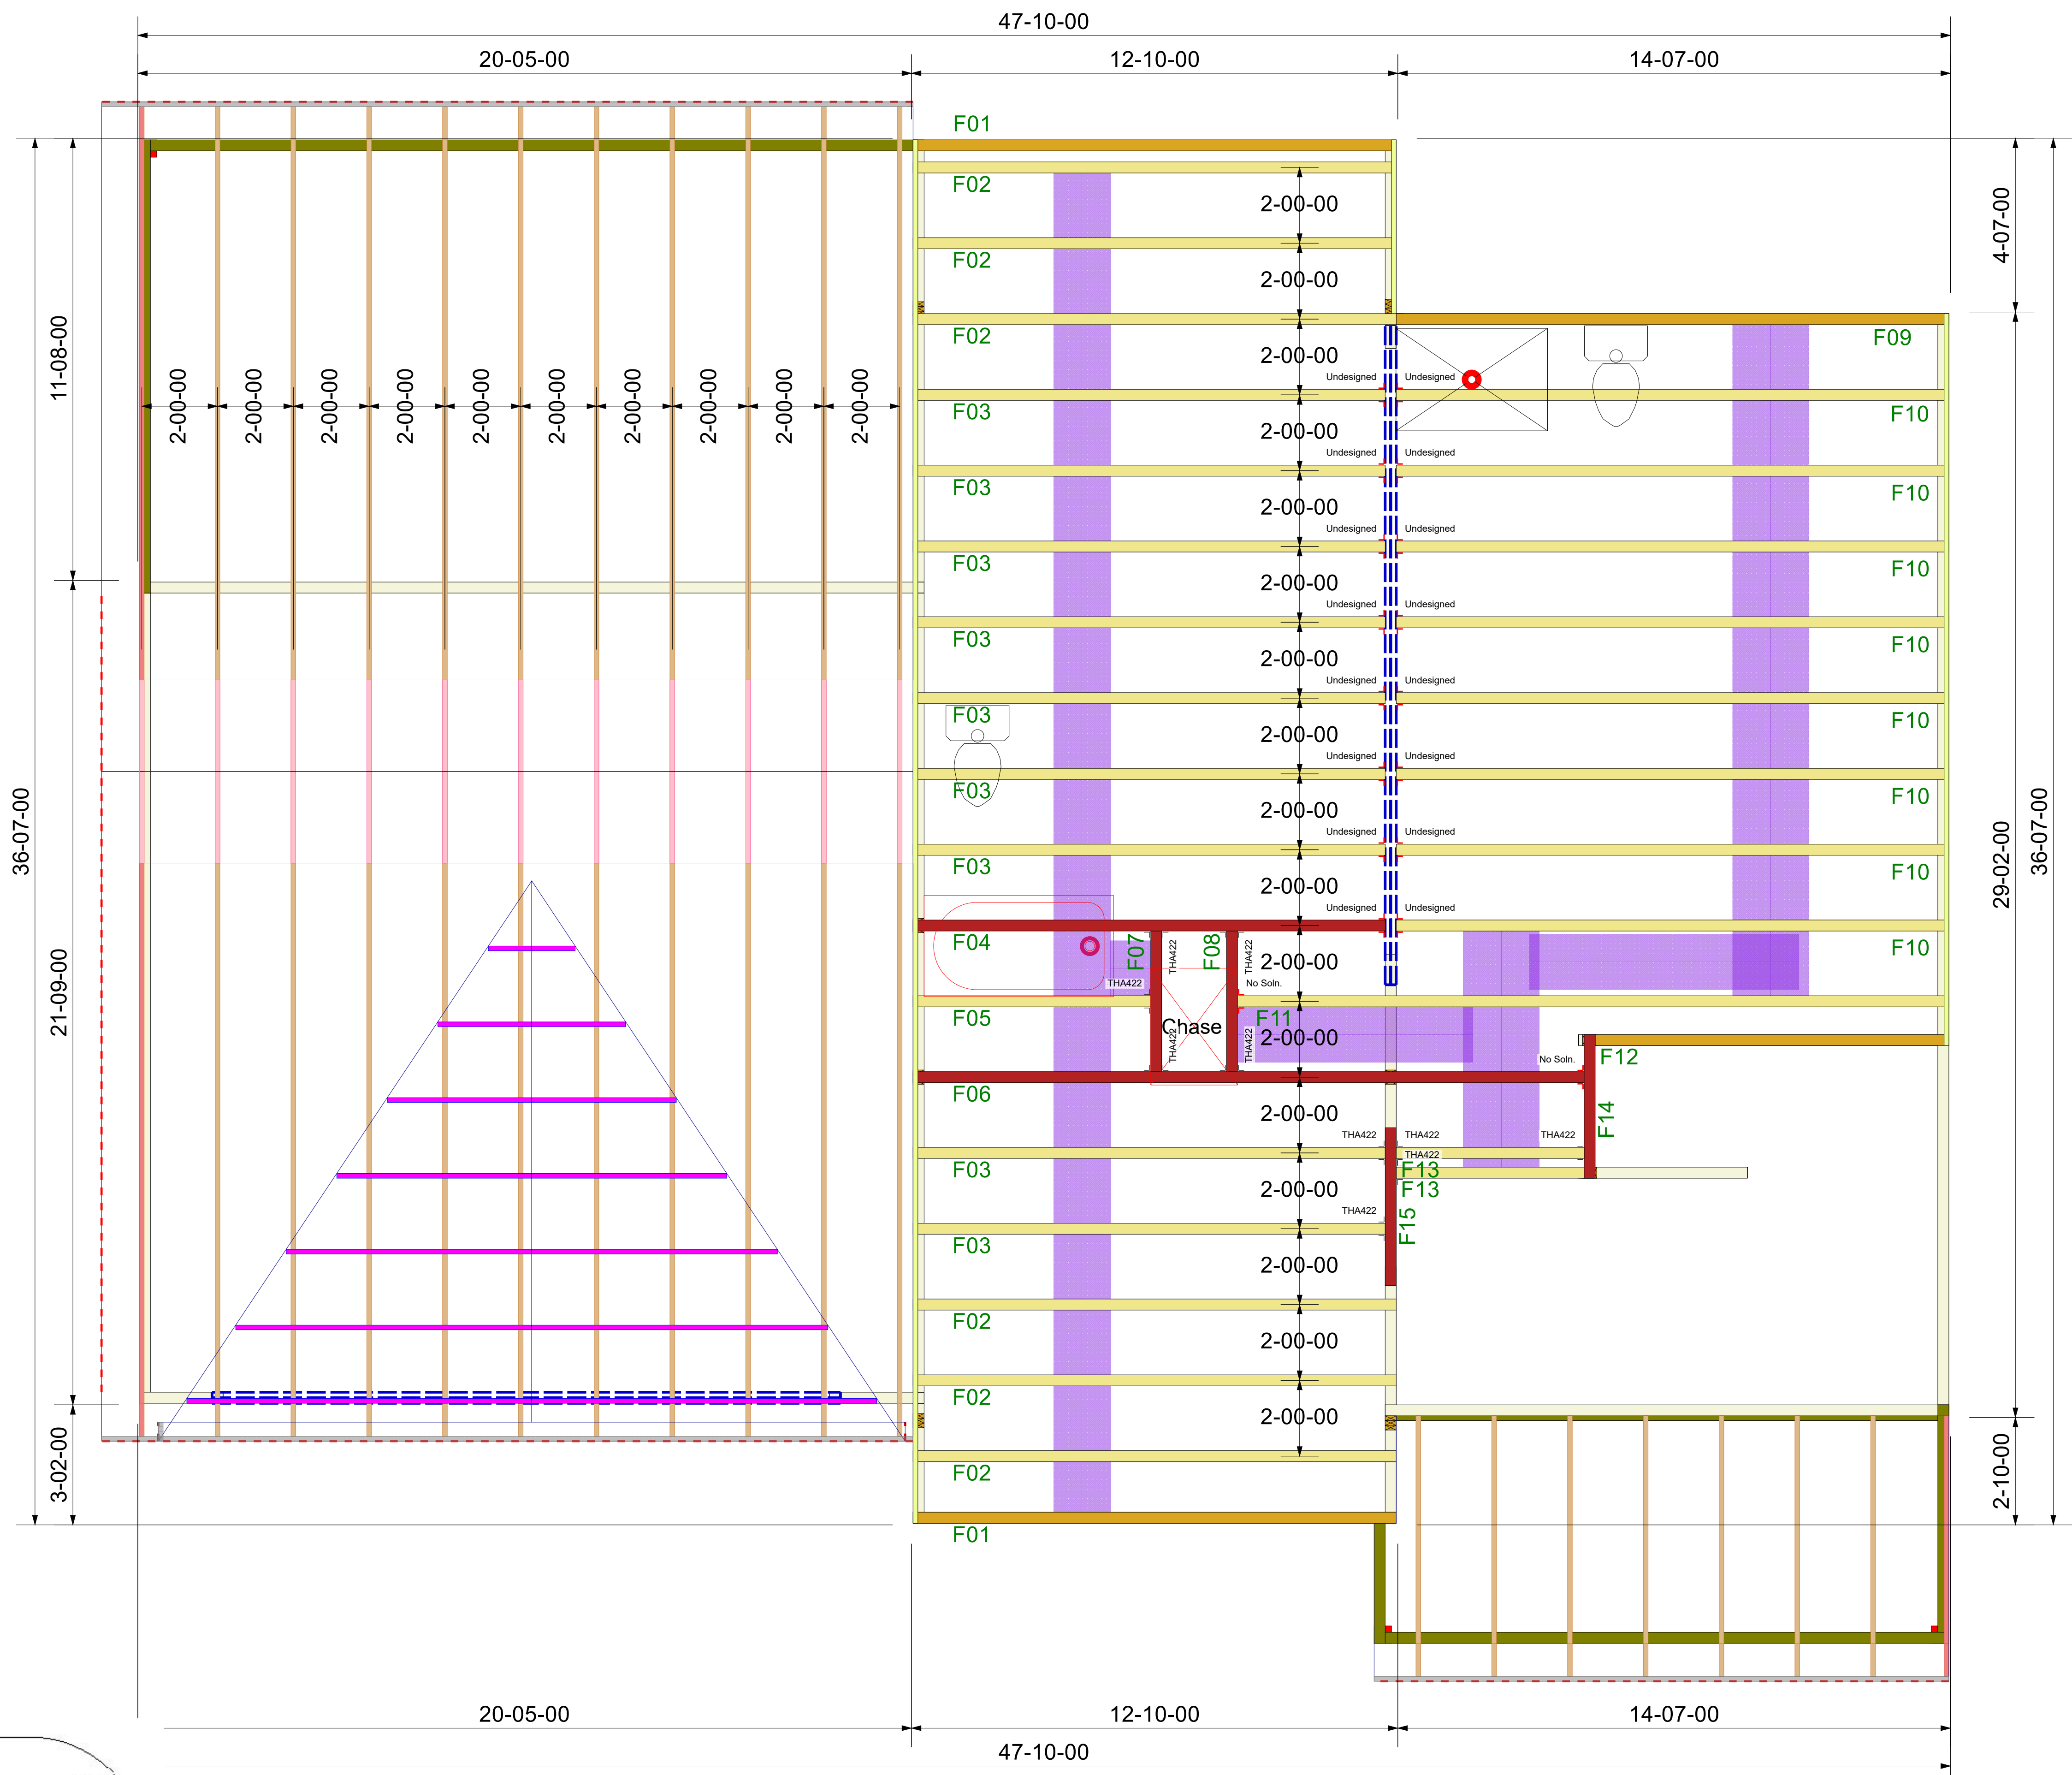 47-10-00
20-05-00 12-10-00 14-07-00
F01
F02
2-00-00
4-07-00
F02
2-00-00
F02
F09
2-00-00
11-08-00
Undesigned Undesigned
2-00-00 2-00-00 2-00-00 2-00-00 2-00-00 2-00-00 2-00-00 2-00-00 2-00-00 2-00-00
F03
F10
2-00-00
Undesigned Undesigned
F03
F10
2-00-00
Undesigned Undesigned
F03
F10
2-00-00
Undesigned Undesigned
F03
F10
2-00-00
Undesigned Undesigned
F03
F10
2-00-00
Undesigned Undesigned
F03
F10
2-00-00
36-07-00
Undesigned Undesigned
F03
F10
2-00-00
29-02-00
36-07-00
Undesigned Undesigned
F04
F07
THA422
F08
THA422
F10
2-00-00
THA422
No Soln.
21-09-00
F05
Chase
F11
THA422
THA422
2-00-00
No Soln.
F12
F06
2-00-00
F14
THA422 THA422 THA422
THA422
F03
F13
F13
2-00-00
THA422
F15
F03
2-00-00
F02
2-00-00
F02
2-00-00
3-02-00
F02
2-10-00
F01
20-05-00 12-10-00 14-07-00
47-10-00